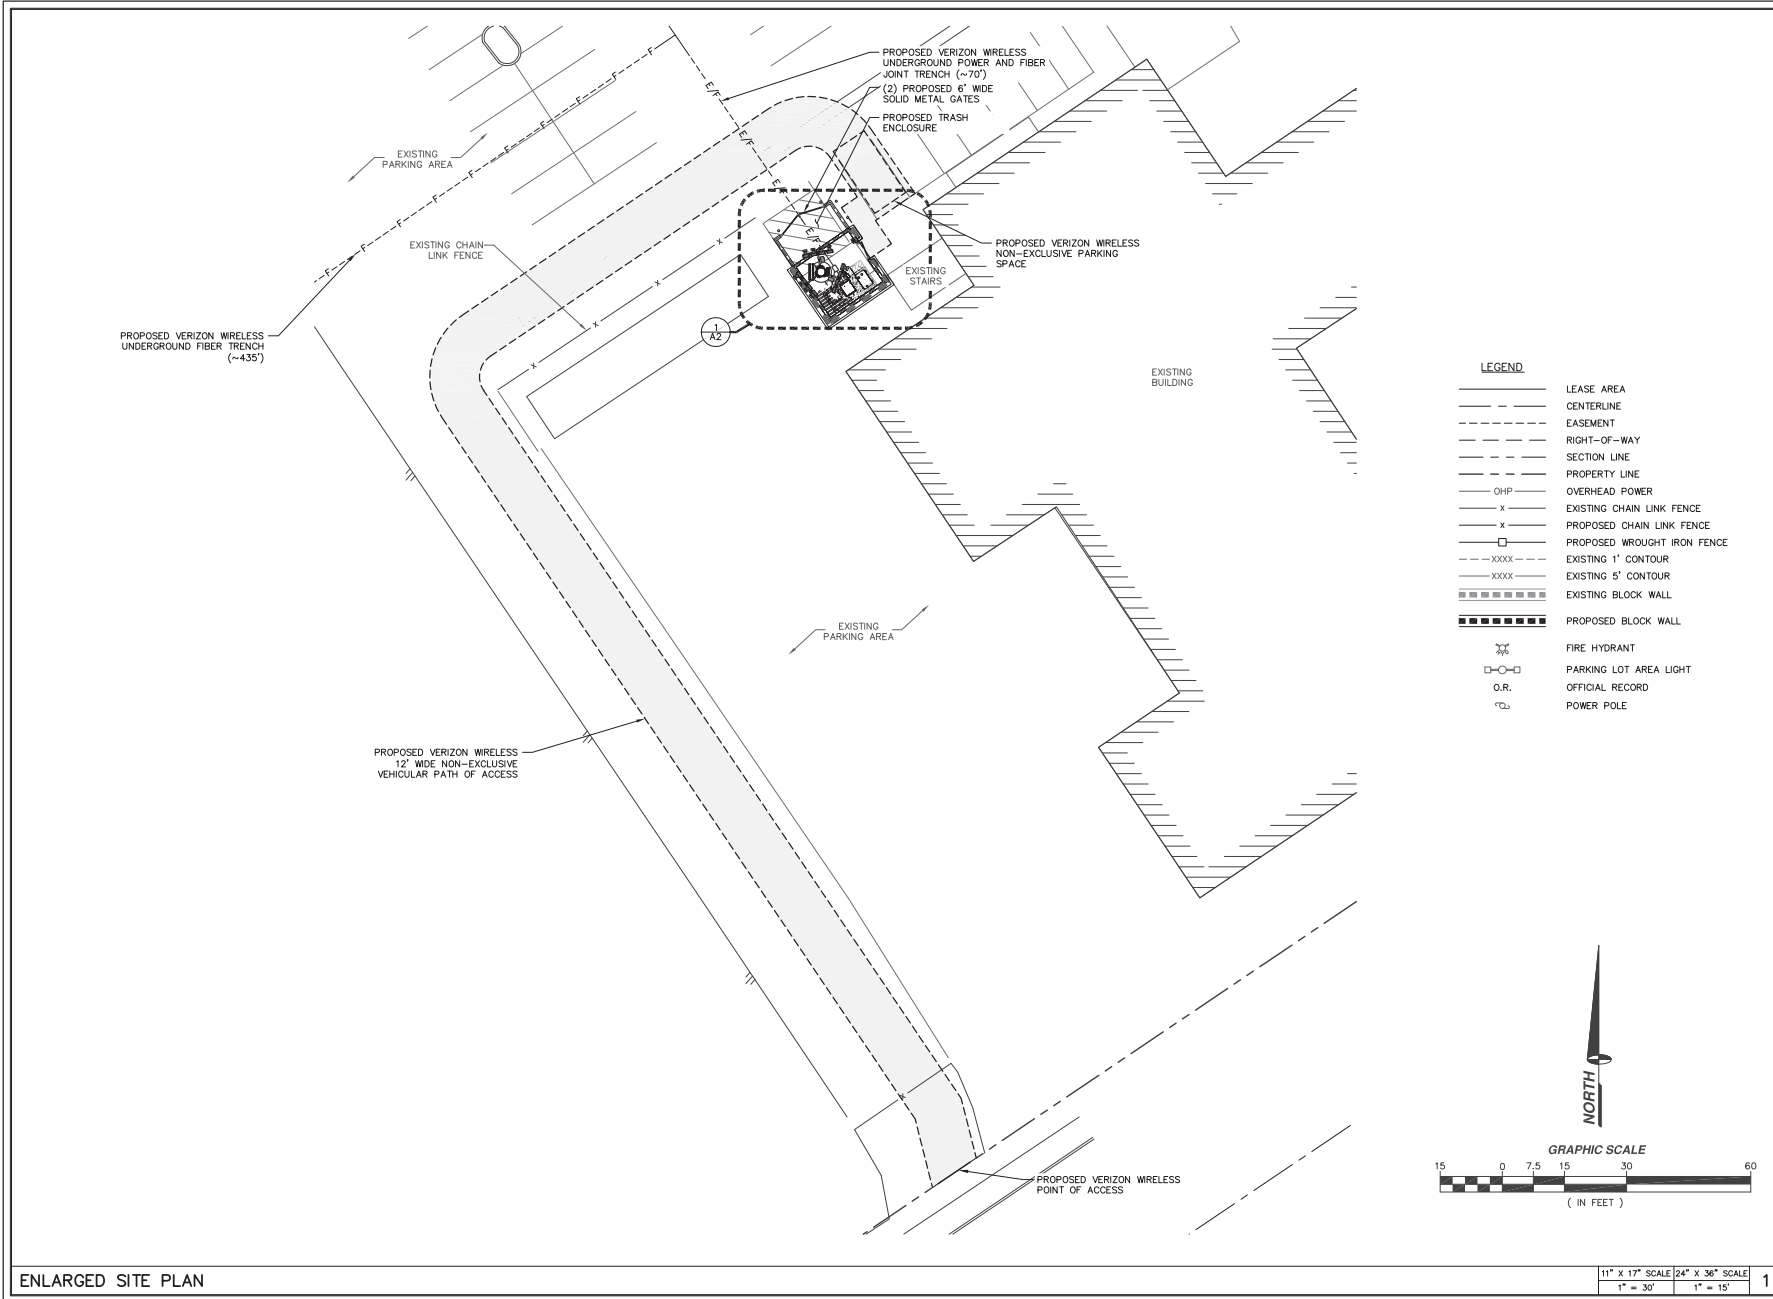 PROPOSED VERIZON WIRELESS
UNDERGROUND POWER AND FIBER
JOINT TRENCH (~70')
(2) PROPOSED 6' WIDE
SOLID METAL GATES
PROPOSED TRASH
ENCLOSURE
F
F
F
F
F
F
F
F
F
F
E/F
E/F
E/F
E/F
EXISTING
PARKING AREA
EXISTING CHAIN
LINK FENCE
x
x
x
x
PROPOSED VERIZON WIRELESS
NON-EXCLUSIVE PARKING
SPACE
EXISTING
STAIRS
1
A2
PROPOSED VERIZON WIRELESS
UNDERGROUND FIBER TRENCH
(~435')
EXISTING
BUILDING
EXISTING
PARKING AREA
PROPOSED VERIZON WIRELESS
12' WIDE NON-EXCLUSIVE
VEHICULAR PATH OF ACCESS
x
PROPOSED VERIZON WIRELESS
POINT OF ACCESS
LEGEND
LEASE AREA
CENTERLINE
EASEMENT
RIGHT-OF-WAY
SECTION LINE
PROPERTY LINE
OHP OVERHEAD POWER
x EXISTING CHAIN LINK FENCE
x PROPOSED CHAIN LINK FENCE
PROPOSED WROUGHT IRON FENCE
XXXX EXISTING 1' CONTOUR
XXXX EXISTING 5' CONTOUR
EXISTING BLOCK WALL
PROPOSED BLOCK WALL
FIRE HYDRANT
PARKING LOT AREA LIGHT
O.R. OFFICIAL RECORD
POWER POLE
NORTH
GRAPHIC SCALE
15 0 7.5 15 30 60
( IN FEET )
ENLARGED SITE PLAN
11" X 17" SCALE 24" X 36" SCALE
1" = 30' 1" = 15'
1